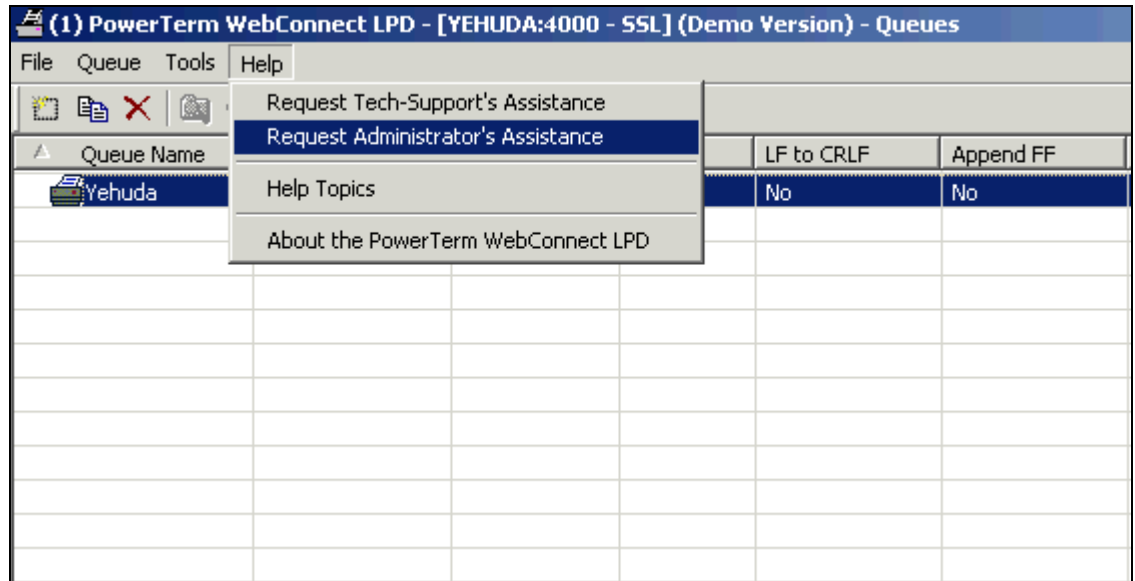 (1) PowerTerm WebConnect LPD - [YEHUDA:4000 - SSL] (Demo Version) - Queues
File Queue Tools Help
Request Tech-Support's Assistance
Request Administrator's Assistance
Help Topics
About the PowerTerm WebConnect LPD
Queue Name LF to CRLF Append FF
Yehuda No No